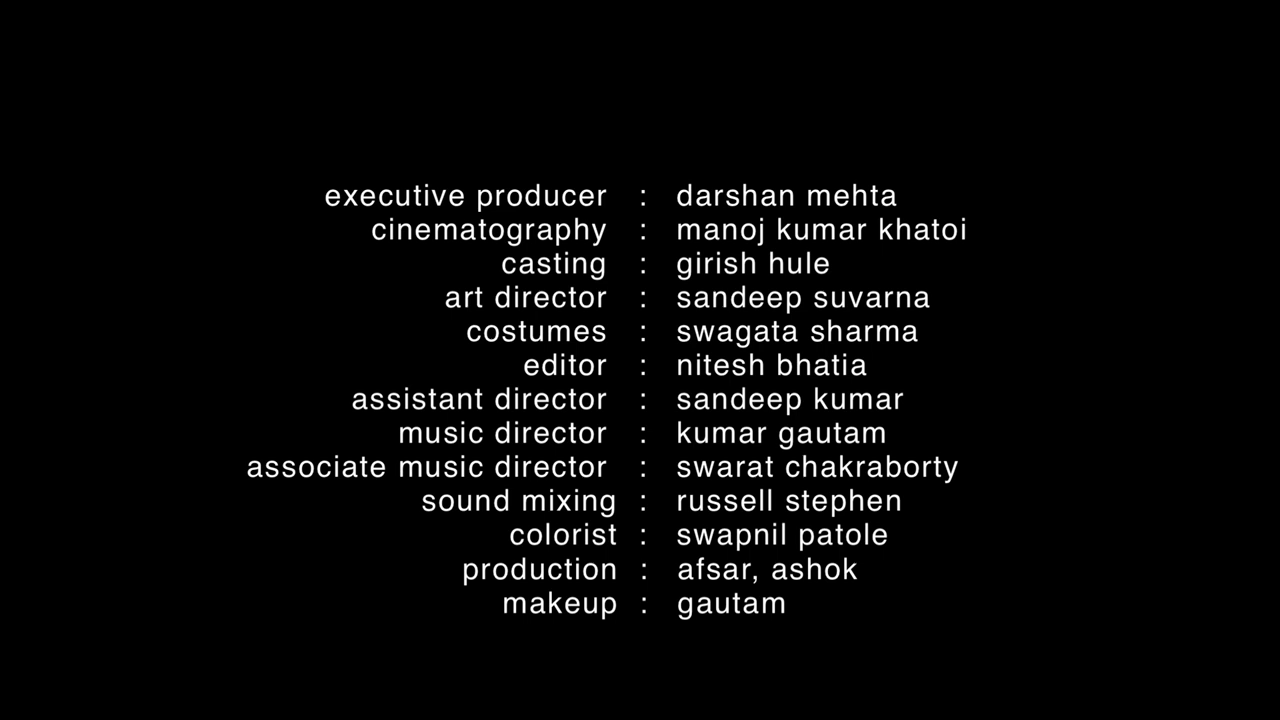 executive producer : darshan mehta
cinematography : manoj kumar khatoi
casting : girish hule
art director : sandeep suvarna
costumes : swagata sharma
editor : nitesh bhatia
assistant director : sandeep kumar
music director : kumar gautam
associate music director : swarat chakraborty
sound mixing : russell stephen
colorist : swapnil patole
production : afsar, ashok
makeup : gautam